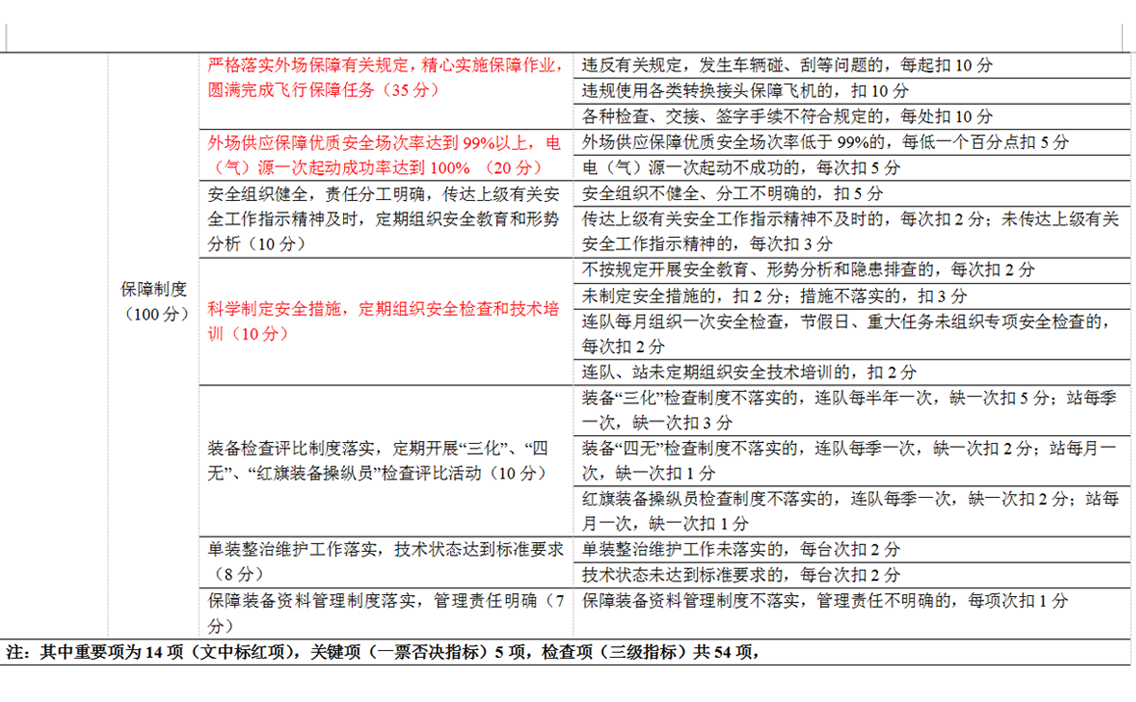 严格落实外场保障有关规定，精心实施保障作业，
圆满完成飞行保障任务（35 分）
违反有关规定，发生车辆碰、刮等问题的，每起扣 10 分
违规使用各类转换接头保障飞机的，扣 10 分
各种检查、交接、签字手续不符合规定的，每处扣 10 分
外场供应保障优质安全场次率达到 99%以上，电
（气）源一次起动成功率达到 100% （20 分）
外场供应保障优质安全场次率低于 99%的，每低一个百分点扣 5 分
电（气）源一次起动不成功的，每次扣 5 分
安全组织健全，责任分工明确，传达上级有关安
全工作指示精神及时，定期组织安全教育和形势
分析（10 分）
安全组织不健全、分工不明确的，扣 5 分
传达上级有关安全工作指示精神不及时的，每次扣 2 分；未传达上级有关
安全工作指示精神的，每次扣 3 分
保障制度
（100 分）
科学制定安全措施，定期组织安全检查和技术培
训（10 分）
不按规定开展安全教育、形势分析和隐患排查的，每次扣 2 分
未制定安全措施的，扣 2 分；措施不落实的，扣 3 分
连队每月组织一次安全检查，节假日、重大任务未组织专项安全检查的，
每次扣 2 分
连队、站未定期组织安全技术培训的，扣 2 分
装备检查评比制度落实，定期开展“三化”、“四
无”、“红旗装备操纵员”检查评比活动（10 分）
装备“三化”检查制度不落实的，连队每半年一次，缺一次扣 5 分；站每季
一次，缺一次扣 3 分
装备“四无”检查制度不落实的，连队每季一次，缺一次扣 2 分；站每月一
次，缺一次扣 1 分
红旗装备操纵员检查制度不落实的，连队每季一次，缺一次扣 2 分；站每
月一次，缺一次扣 1 分
单装整治维护工作落实，技术状态达到标准要求
（8 分）
单装整治维护工作未落实的，每台次扣 2 分
技术状态未达到标准要求的，每台次扣 2 分
保障装备资料管理制度落实，管理责任明确（7
分）
保障装备资料管理制度不落实，管理责任不明确的，每项次扣 1 分
注：其中重要项为 14 项（文中标红项），关键项（一票否决指标）5 项，检查项（三级指标）共 54 项，